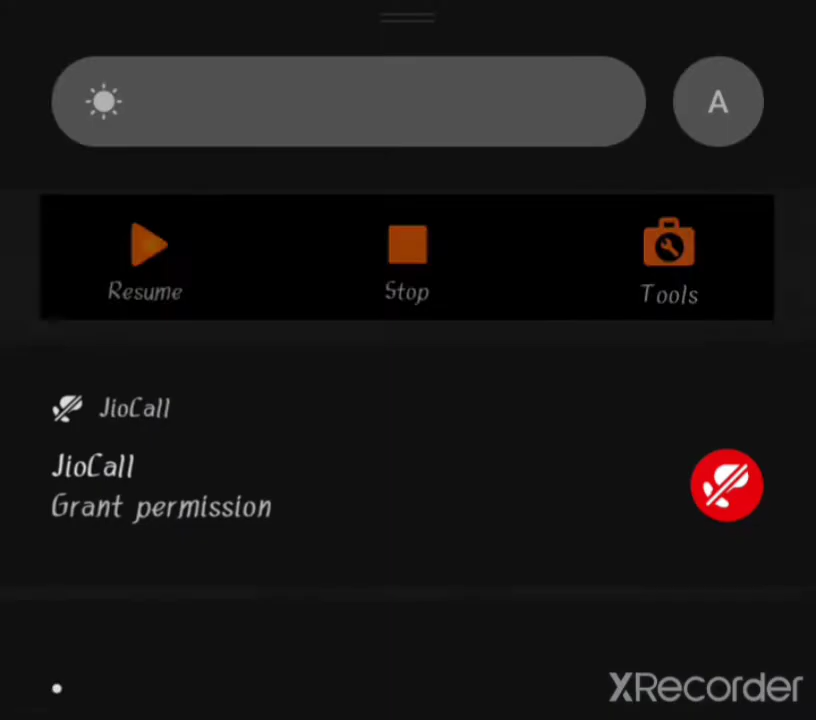 A
Resume
Stop
Tools
JioCall
JioCall
Grant permission
XRecorder